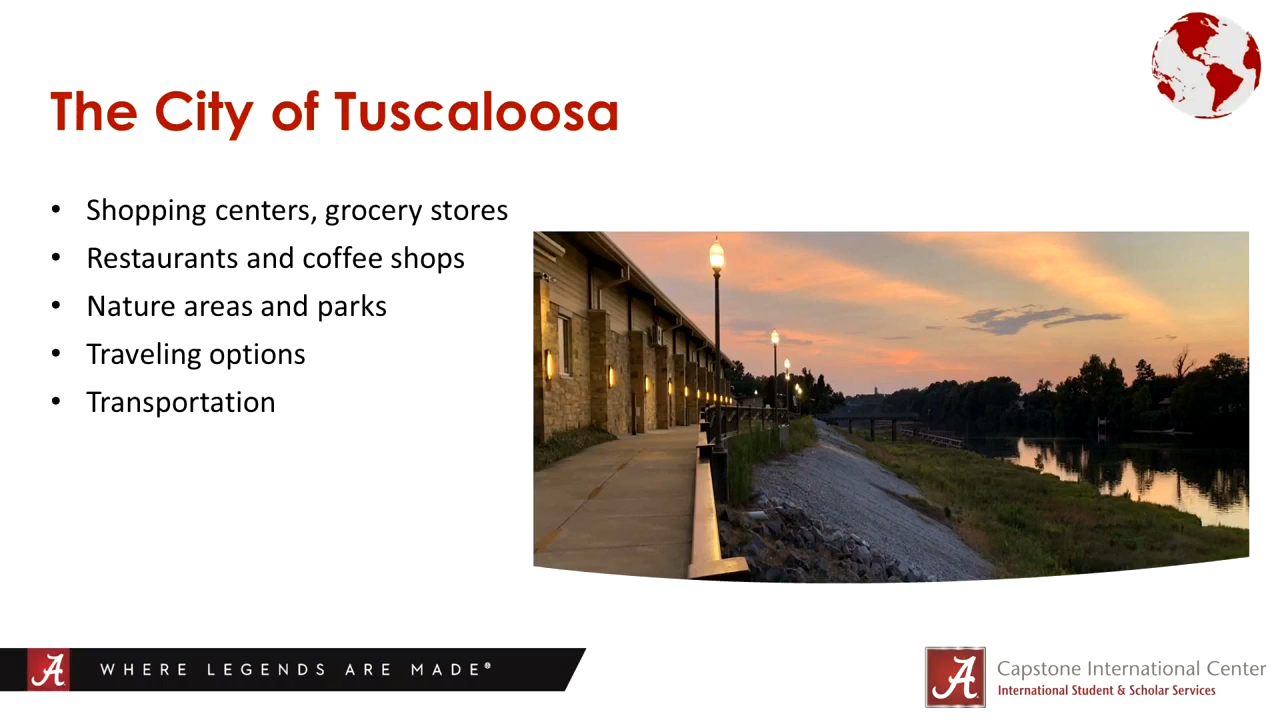 The City of Tuscaloosa
• Shopping centers, grocery stores
• Restaurants and coffee shops
• Nature areas and parks
• Traveling options
• Transportation
A WHERE LEGENDS ARE MADE®
A Capstone International Center
International Student & Scholar Services